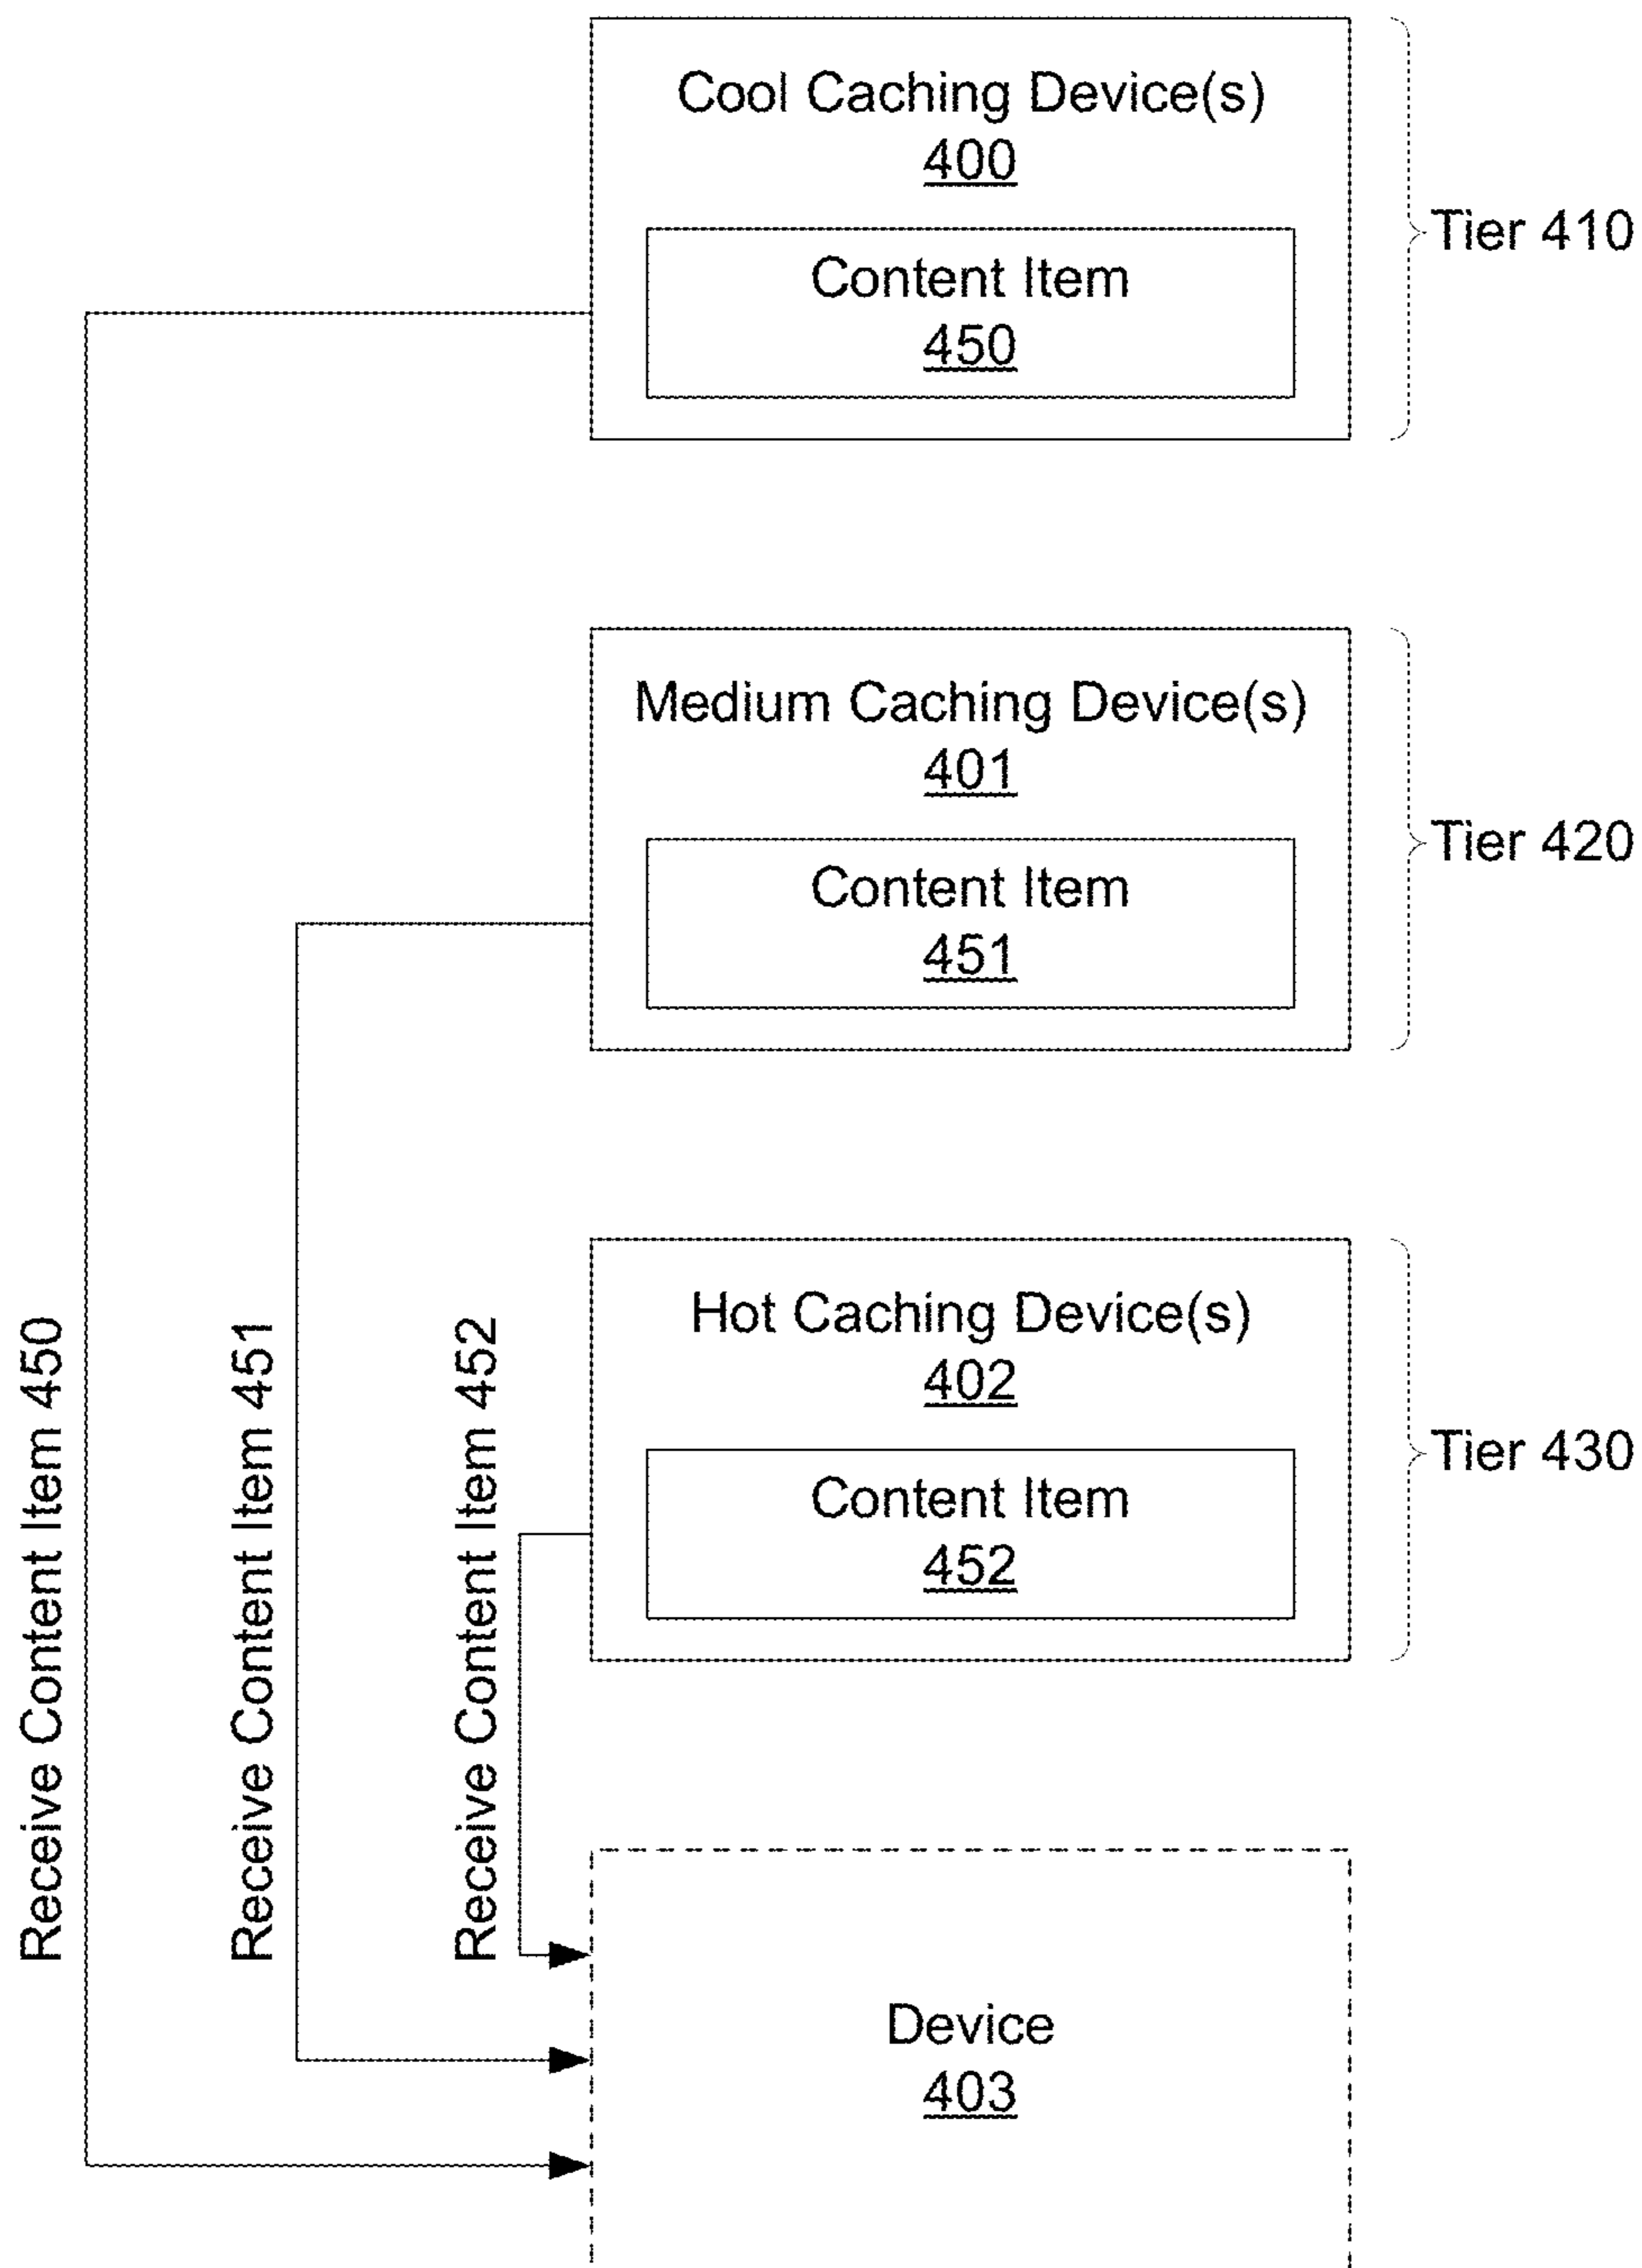 Cool Caching Device(s)
400
Content Item
450
Tier 410
Medium Caching Device(s)
401
Content Item
451
Tier 420
Hot Caching Device(s)
402
Content Item
452
Tier 430
Receive Content Item 450
Receive Content Item 451
Receive Content Item 452
Device
403